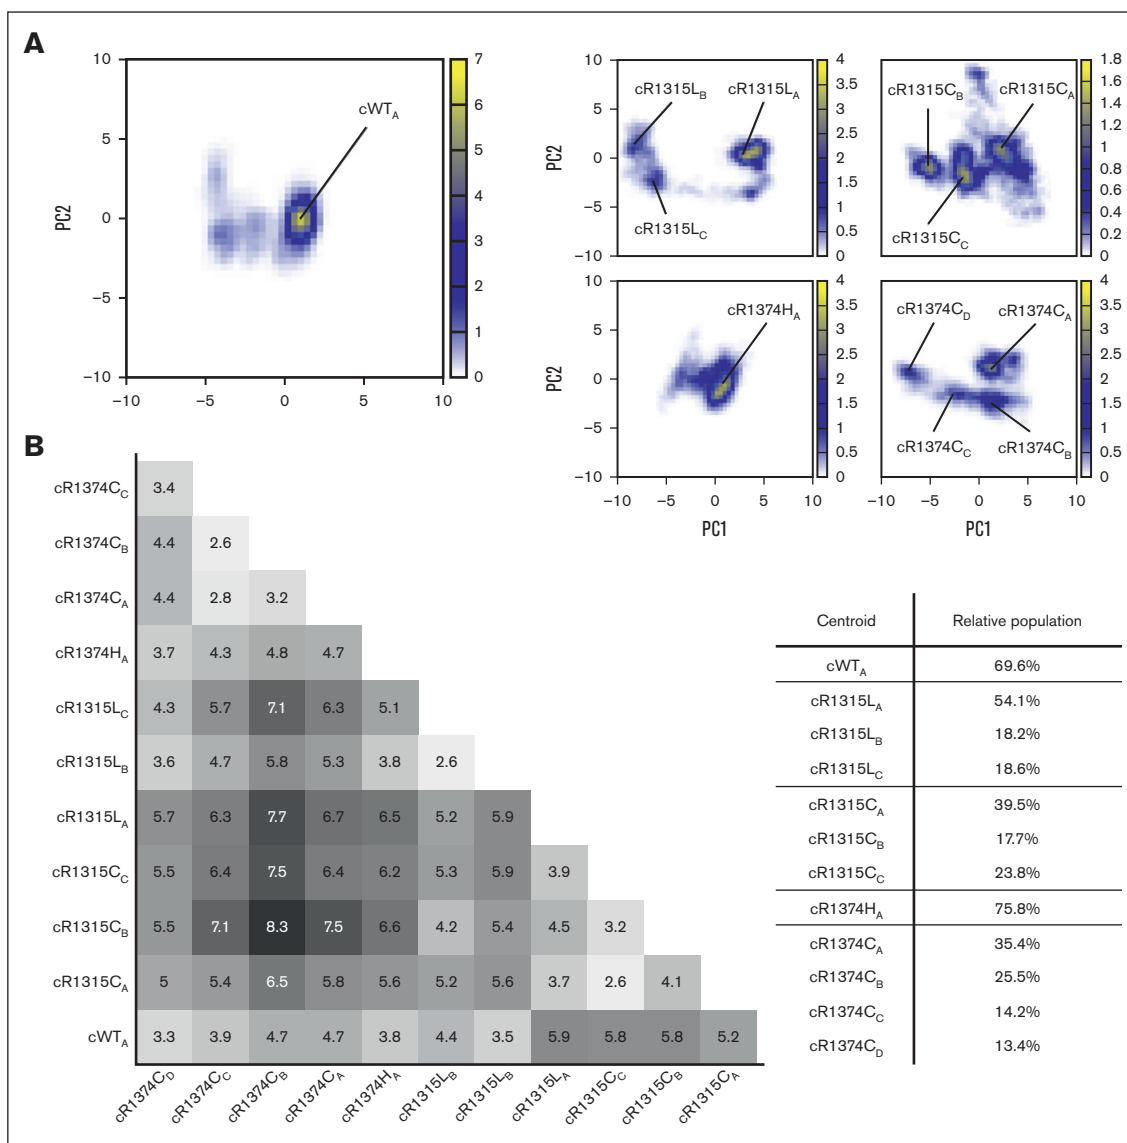 A
10
5
0
−5
−10
PC2
−10
−5
0
5
10
cWTA
7
6
5
4
3
2
1
0
10
5
0
−5
−10
PC2
cR1315LB
cR1315LA
cR1315LC
4
3.5
3
2.5
2
1.5
1
0.5
0
cR1315CB
cR1315CA
cR1315CC
1.8
1.6
1.4
1.2
1
0.8
0.6
0.4
0.2
0
10
5
0
−5
−10
PC2
cR1374HA
4
3.5
3
2.5
2
1.5
1
0.5
0
−10
−5
0
5
10
PC1
cR1374CD
cR1374CA
cR1374CC
cR1374CB
4
3.5
3
2.5
2
1.5
1
0.5
0
−10
−5
0
5
10
PC1
B
cR1374CC 3.4
cR1374CB 4.4 2.6
cR1374CA 4.4 2.8 3.2
cR1374HA 3.7 4.3 4.8 4.7
cR1315LC 4.3 5.7 7.1 6.3 5.1
cR1315LB 3.6 4.7 5.8 5.3 3.8 2.6
cR1315LA 5.7 6.3 7.7 6.7 6.5 5.2 5.9
cR1315CC 5.5 6.4 7.5 6.4 6.2 5.3 5.9 3.9
cR1315CB 5.5 7.1 8.3 7.5 6.6 4.2 5.4 4.5 3.2
cR1315CA 5 5.4 6.5 5.8 5.6 5.2 5.6 3.7 2.6 4.1
cWTA 3.3 3.9 4.7 4.7 3.8 4.4 3.5 5.9 5.8 5.8 5.2
cR1374CD cR1374CC cR1374CB cR1374CA cR1374HA cR1315LB cR1315LB cR1315LA cR1315CC cR1315CB cR1315CA
Centroid Relative population
cWTA 69.6%
cR1315LA 54.1%
cR1315LB 18.2%
cR1315LC 18.6%
cR1315CA 39.5%
cR1315CB 17.7%
cR1315CC 23.8%
cR1374HA 75.8%
cR1374CA 35.4%
cR1374CB 25.5%
cR1374CC 14.2%
cR1374CD 13.4%